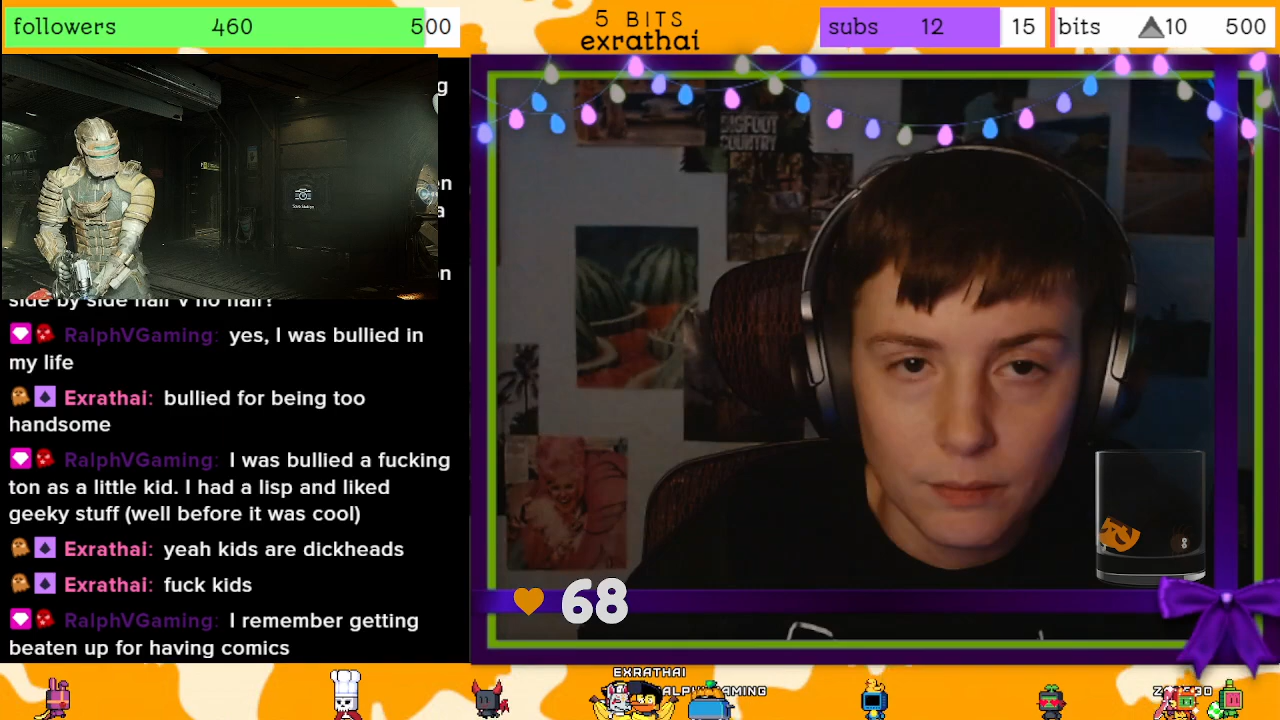 followers 460 500
5 BITS
exrathai
subs 12 15
bits 10 500
BIGFOOT
COUNTRY
side by side hair v no hair?
RalphVGaming: yes, I was bullied in
my life
Exrathai: bullied for being too
handsome
RalphVGaming: I was bullied a fucking
ton as a little kid. I had a lisp and liked
geeky stuff (well before it was cool)
Exrathai: yeah kids are dickheads
Exrathai: fuck kids
RalphVGaming: I remember getting
beaten up for having comics
68
EXRATHAI